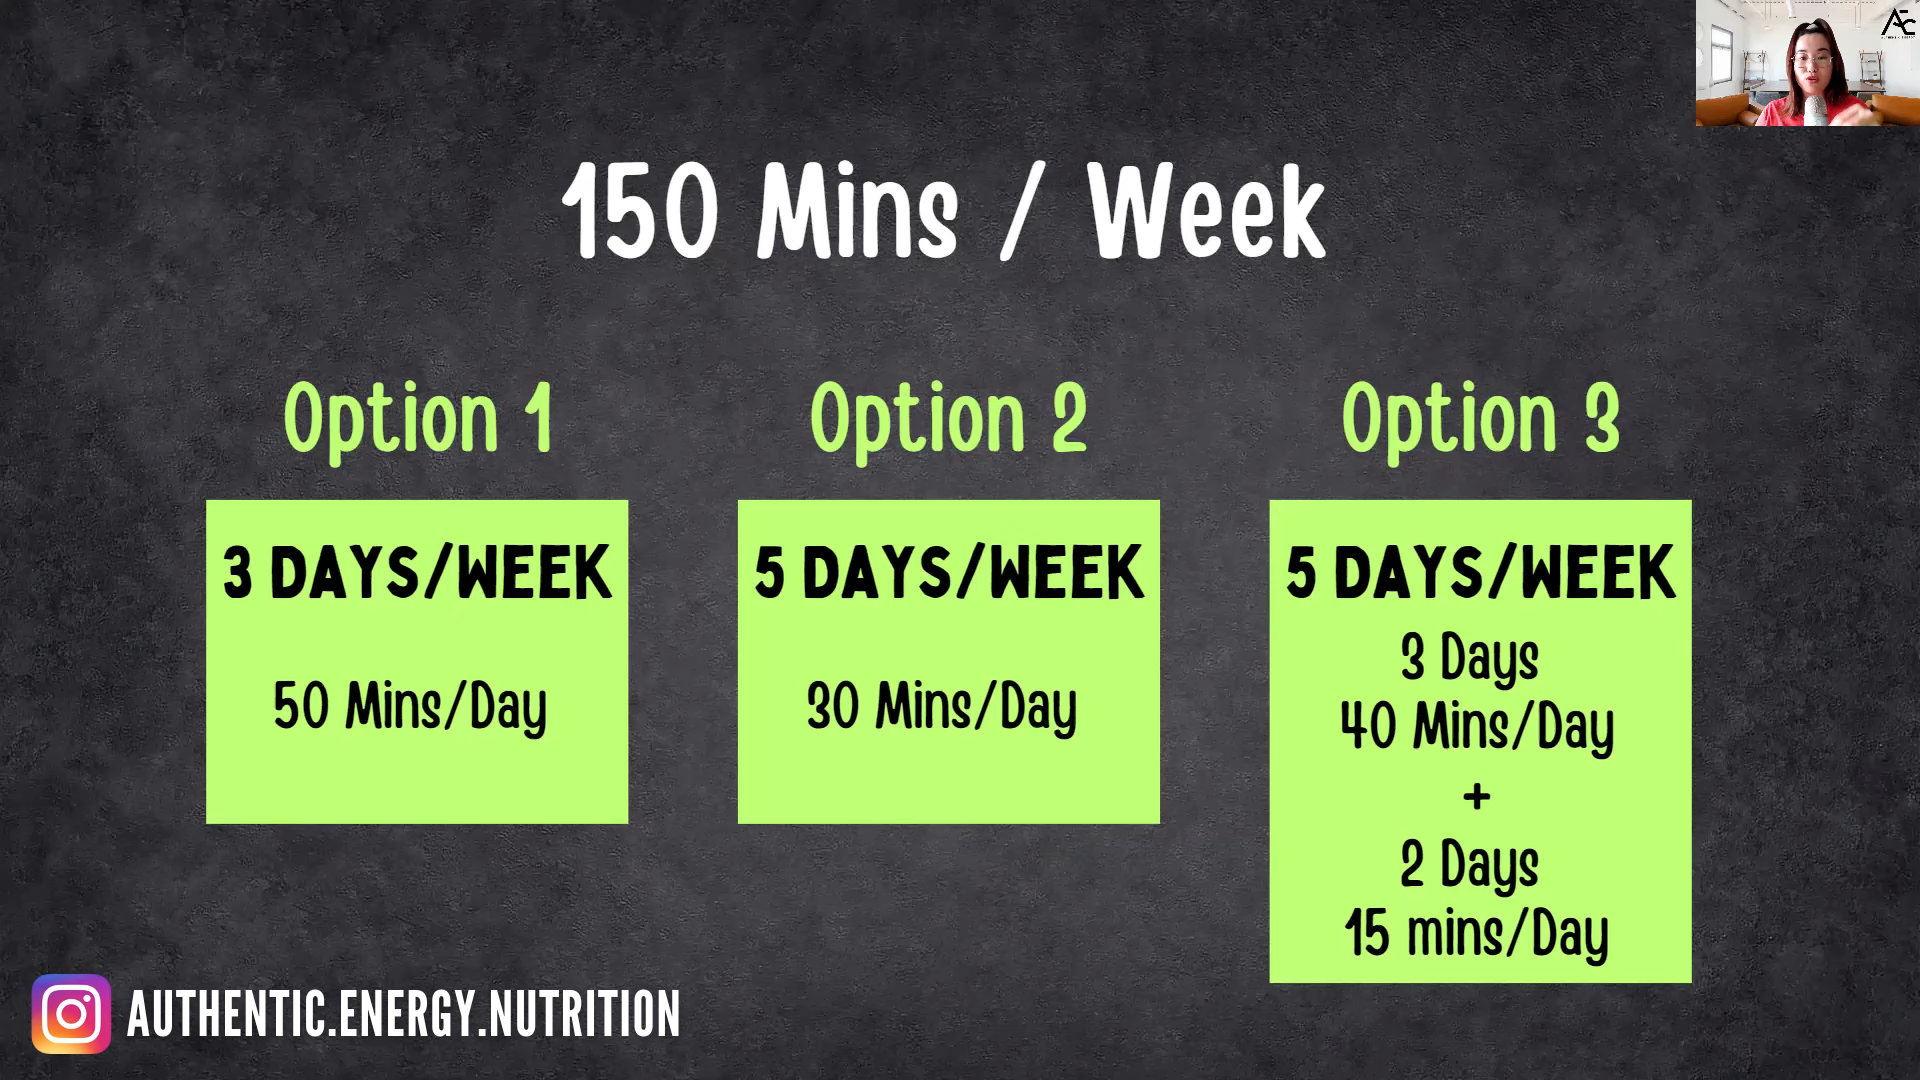 150 Mins / Week
Option 1
3 DAYS/WEEK
50 Mins/Day
Option 2
5 DAYS/WEEK
30 Mins/Day
Option 3
5 DAYS/WEEK
3 Days
40 Mins/Day
+
2 Days
15 mins/Day
AUTHENTIC.ENERGY.NUTRITION